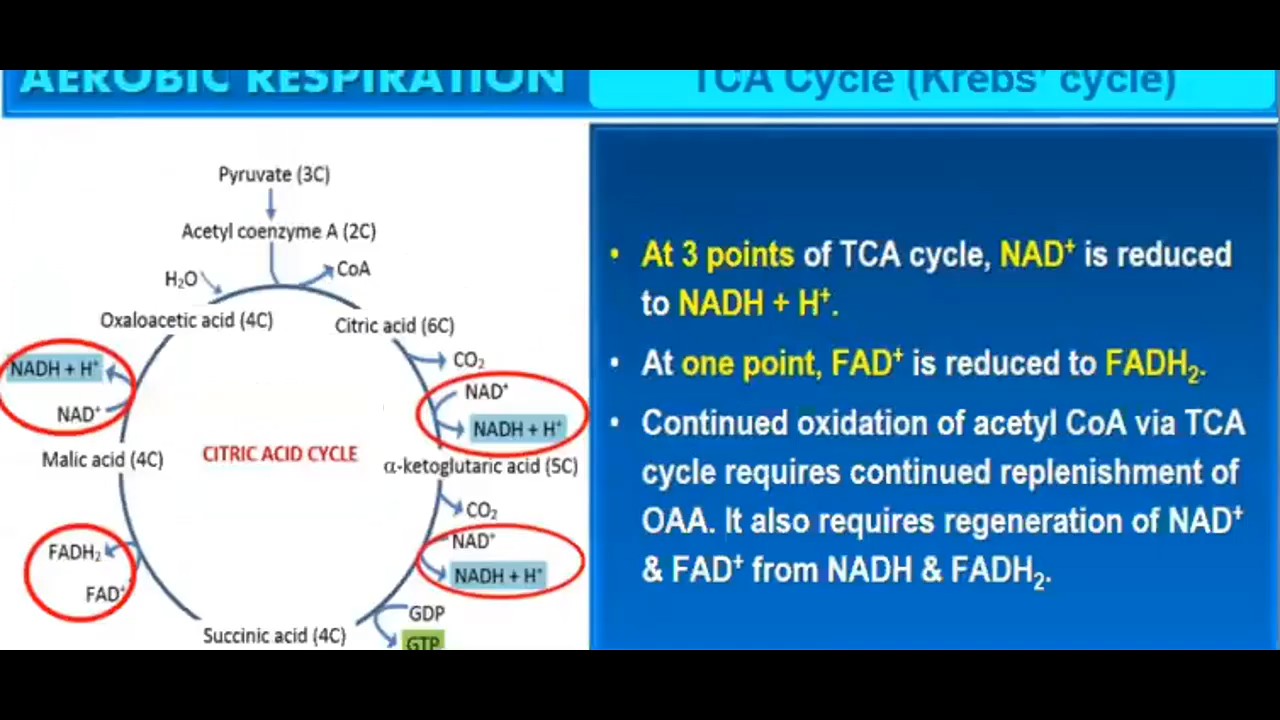 AEROBIC RESPIRATION
TCA Cycle (Krebs' cycle)
Pyruvate (3C)
Acetyl coenzyme A (2C)
H₂O
CoA
Oxaloacetic acid (4C)
Citric acid (6C)
CO₂
NADH + H⁺
NAD⁺
NAD⁺
NADH + H⁺
CITRIC ACID CYCLE
Malic acid (4C)
α-ketoglutaric acid (5C)
CO₂
NAD⁺
NADH + H⁺
FADH₂
FAD⁺
GDP
GTP
Succinic acid (4C)
• At 3 points of TCA cycle, NAD⁺ is reduced
to NADH + H⁺.
• At one point, FAD⁺ is reduced to FADH₂.
• Continued oxidation of acetyl CoA via TCA
cycle requires continued replenishment of
OAA. It also requires regeneration of NAD⁺
& FAD⁺ from NADH & FADH₂.